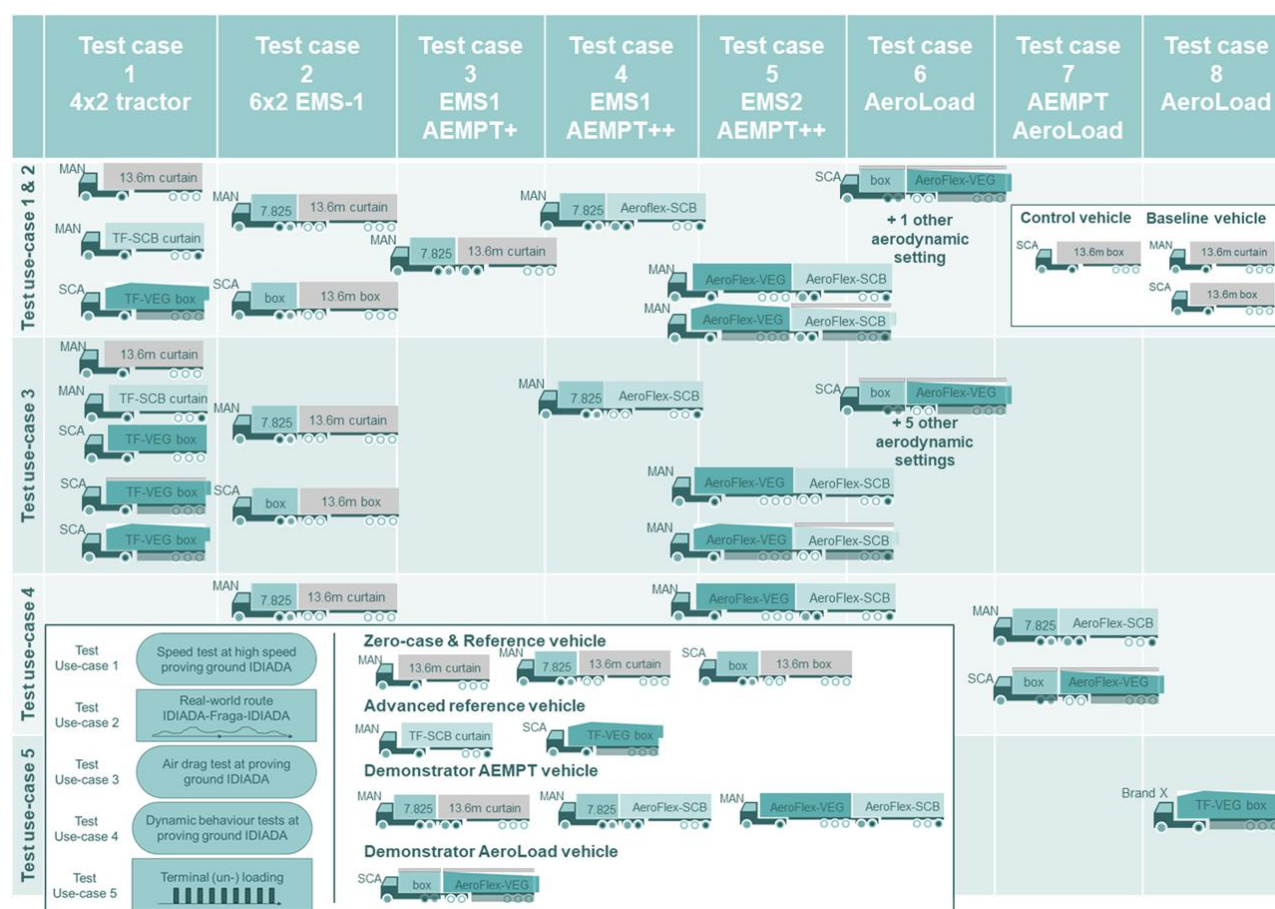 Test case
1
4x2 tractor
Test case
2
6x2 EMS-1
Test case
3
EMS1
AEMPT+
Test case
4
EMS1
AEMPT++
Test case
5
EMS2
AEMPT++
Test case
6
AeroLoad
Test case
7
AEMPT
AeroLoad
Test case
8
AeroLoad
Test use-case 1 & 2
MAN
13.6m curtain
MAN
TF-SCB curtain
SCA
TF-VEG box
MAN
7.825 13.6m curtain
SCA
box 13.6m box
MAN
7.825 13.6m curtain
MAN
7.825 Aeroflex-SCB
MAN
AeroFlex-VEG AeroFlex-SCB
MAN
AeroFlex-VEG AeroFlex-SCB
SCA
box AeroFlex-VEG
+ 1 other
aerodynamic
setting
Control vehicle
SCA
13.6m box
Baseline vehicle
MAN
13.6m curtain
SCA
13.6m box
Test use-case 3
MAN
13.6m curtain
MAN
TF-SCB curtain
SCA
TF-VEG box
SCA
TF-VEG box
SCA
TF-VEG box
MAN
7.825 13.6m curtain
SCA
box 13.6m box
MAN
7.825 AeroFlex-SCB
MAN
AeroFlex-VEG AeroFlex-SCB
MAN
AeroFlex-VEG AeroFlex-SCB
SCA
box AeroFlex-VEG
+ 5 other
aerodynamic
settings
Test use-case 4
MAN
7.825 13.6m curtain
MAN
AeroFlex-VEG AeroFlex-SCB
MAN
7.825 AeroFlex-SCB
SCA
box AeroFlex-VEG
Test use-case 5
Brand X
TF-VEG box
Test
Use-case 1
Speed test at high speed
proving ground IDIADA
Test
Use-case 2
Real-world route
IDIADA-Fraga-IDIADA
Test
Use-case 3
Air drag test at proving
ground IDIADA
Test
Use-case 4
Dynamic behaviour tests at
proving ground IDIADA
Test
Use-case 5
Terminal (un-) loading
Zero-case & Reference vehicle
MAN
13.6m curtain
MAN
7.825 13.6m curtain
SCA
box 13.6m box
Advanced reference vehicle
MAN
TF-SCB curtain
SCA
TF-VEG box
Demonstrator AEMPT vehicle
MAN
7.825 13.6m curtain
MAN
7.825 AeroFlex-SCB
MAN
AeroFlex-VEG AeroFlex-SCB
Demonstrator AeroLoad vehicle
SCA
box AeroFlex-VEG